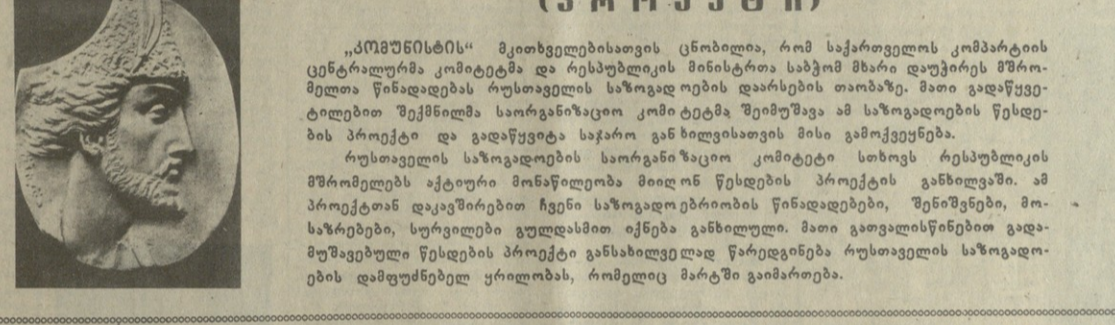 (პროექტი)
„კომუნისტის“ მკითხველებისათვის ცნობილია, რომ საქართველოს კომპარტიის
ცენტრალურმა კომიტეტმა და რესპუბლიკის მინისტრთა საბჭომ მხარი დაუჭირეს მშრო-
მელთა წინადადებას რუსთაველის საზოგადოების დაარსების თაობაზე. მათი გადაწყვე-
ტილებით შექმნილმა საორგანიზაციო კომიტეტმა შეიმუშავა ამ საზოგადოების წესდე-
ბის პროექტი და გადაწყვიტა საჯარო განხილვისათვის მისი გამოქვეყნება.
რუსთაველის საზოგადოების საორგანიზაციო კომიტეტი სთხოვს რესპუბლიკის
მშრომელებს აქტიური მონაწილეობა მიიღონ წესდების პროექტის განხილვაში. ამ
პროექტთან დაკავშირებით ჩვენი საზოგადოებრიობის წინადადებები, შენიშვნები, მო-
საზრებები, სურვილები გულდასმით იქნება განხილული. მათი გათვალისწინებით გადა-
მუშავებული წესდების პროექტი განსახილველად წარედგინება რუსთაველის საზოგადო-
ების დამფუძნებელ ყრილობას, რომელიც მარტში გაიმართება.